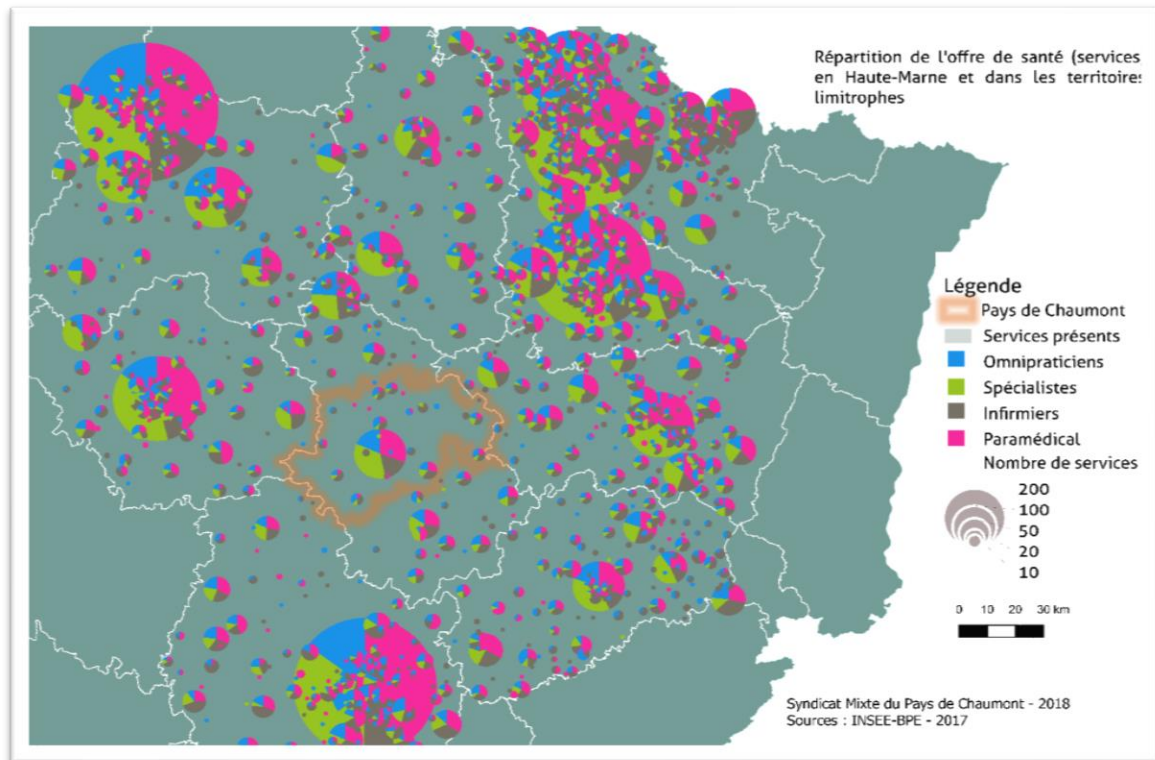 Répartition de l'offre de santé (services
en Haute-Marne et dans les territoire
limitrophes
Légende
Pays de Chaumont
Services présents
Omnipraticiens
Spécialistes
Infirmiers
Paramédical
Nombre de services
200
100
50
20
10
0 10 20 30 km
Syndicat Mixte du Pays de Chaumont - 2018
Sources : INSEE-BPE - 2017